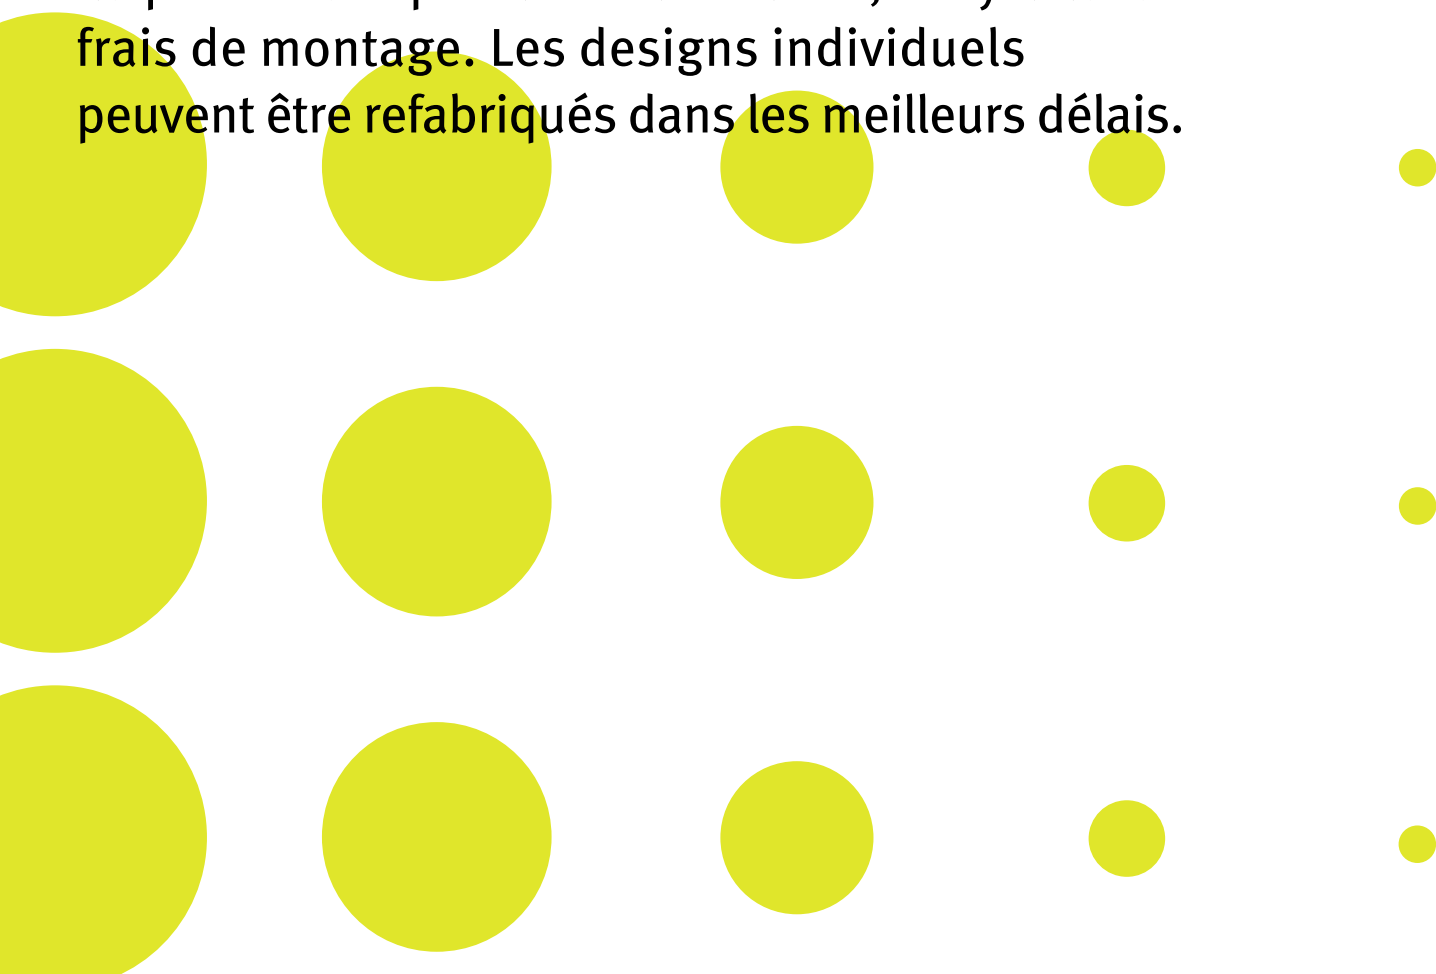 frais de montage. Les designs individuels
peuvent être refabriqués dans les meilleurs délais.